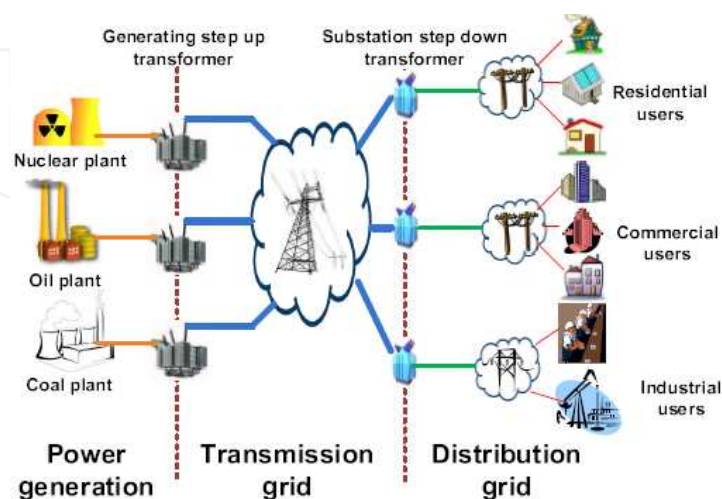 Generating step up
transformer
Substation step down
transformer
Residential
users
Nuclear plant
Commercial
users
Oil plant
Coal plant
Industrial
users
Power
generation
Transmission
grid
Distribution
grid